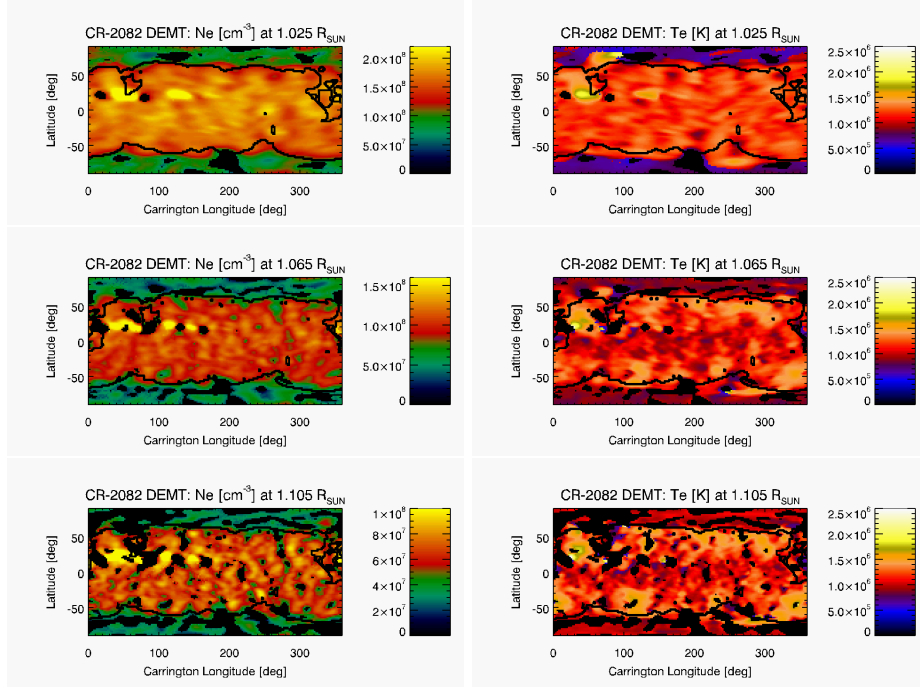 CR-2082 DEMT: Ne [cm⁻³] at 1.025 R_SUN
Latitude [deg]
50
0
-50
0 100 200 300
Carrington Longitude [deg]
2.0×10⁸
1.5×10⁸
1.0×10⁸
5.0×10⁷
0
CR-2082 DEMT: Te [K] at 1.025 R_SUN
Latitude [deg]
50
0
-50
0 100 200 300
Carrington Longitude [deg]
2.5×10⁶
2.0×10⁶
1.5×10⁶
1.0×10⁶
5.0×10⁵
0
CR-2082 DEMT: Ne [cm⁻³] at 1.065 R_SUN
Latitude [deg]
50
0
-50
0 100 200 300
Carrington Longitude [deg]
1.5×10⁸
1.0×10⁸
5.0×10⁷
0
CR-2082 DEMT: Te [K] at 1.065 R_SUN
Latitude [deg]
50
0
-50
0 100 200 300
Carrington Longitude [deg]
2.5×10⁶
2.0×10⁶
1.5×10⁶
1.0×10⁶
5.0×10⁵
0
CR-2082 DEMT: Ne [cm⁻³] at 1.105 R_SUN
Latitude [deg]
50
0
-50
0 100 200 300
Carrington Longitude [deg]
1×10⁸
8×10⁷
6×10⁷
4×10⁷
2×10⁷
0
CR-2082 DEMT: Te [K] at 1.105 R_SUN
Latitude [deg]
50
0
-50
0 100 200 300
Carrington Longitude [deg]
2.5×10⁶
2.0×10⁶
1.5×10⁶
1.0×10⁶
5.0×10⁵
0